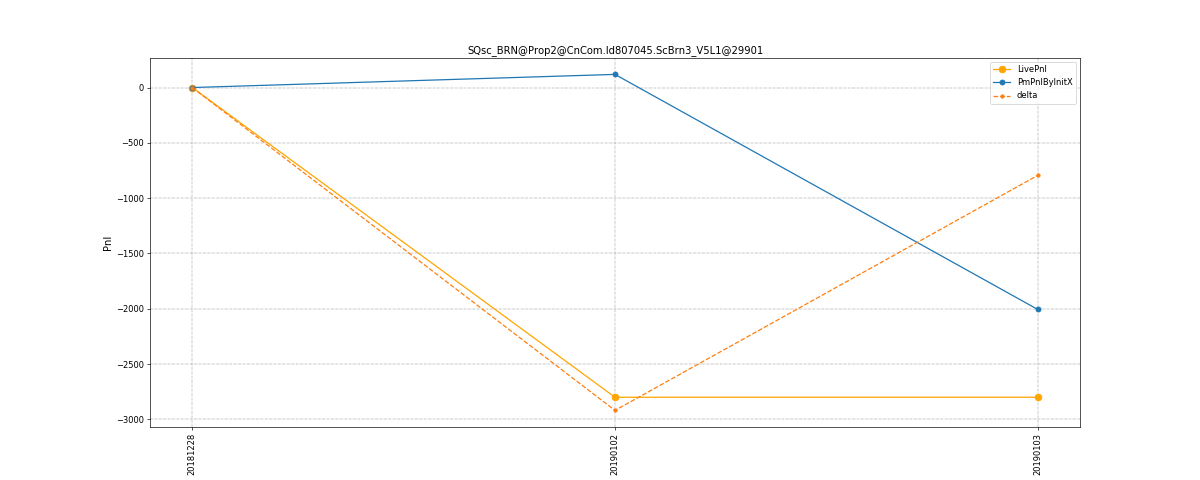 SQsc_BRN@Prop2@CnCom.Id807045.ScBrn3_V5L1@29901
LivePnl
PmPnlByInitX
delta
Pnl
0
−500
−1000
−1500
−2000
−2500
−3000
20181228
20190102
20190103